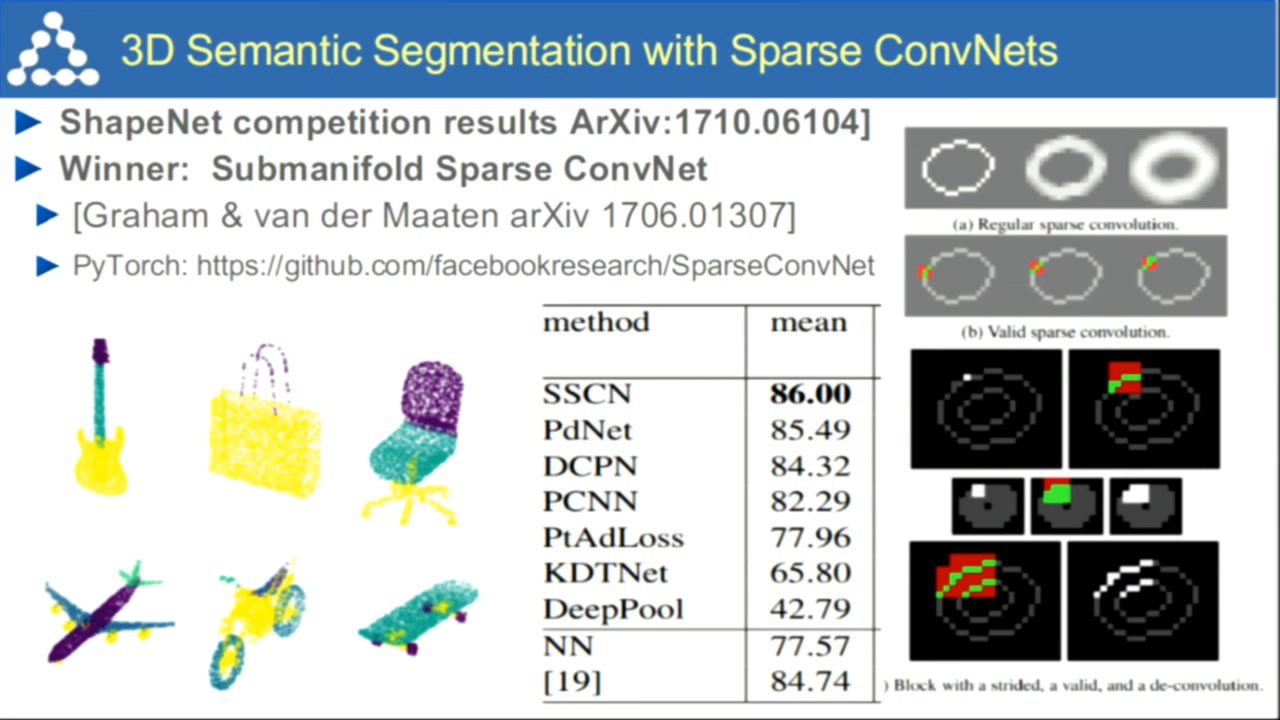 3D Semantic Segmentation with Sparse ConvNets
ShapeNet competition results ArXiv:1710.06104]
Winner: Submanifold Sparse ConvNet
[Graham & van der Maaten arXiv 1706.01307]
PyTorch: https://github.com/facebookresearch/SparseConvNet
method mean
SSCN 86.00
PdNet 85.49
DCPN 84.32
PCNN 82.29
PtAdLoss 77.96
KDTNet 65.80
DeepPool 42.79
NN 77.57
[19] 84.74
(a) Regular sparse convolution.
(b) Valid sparse convolution.
) Block with a strided, a valid, and a de-convolution.